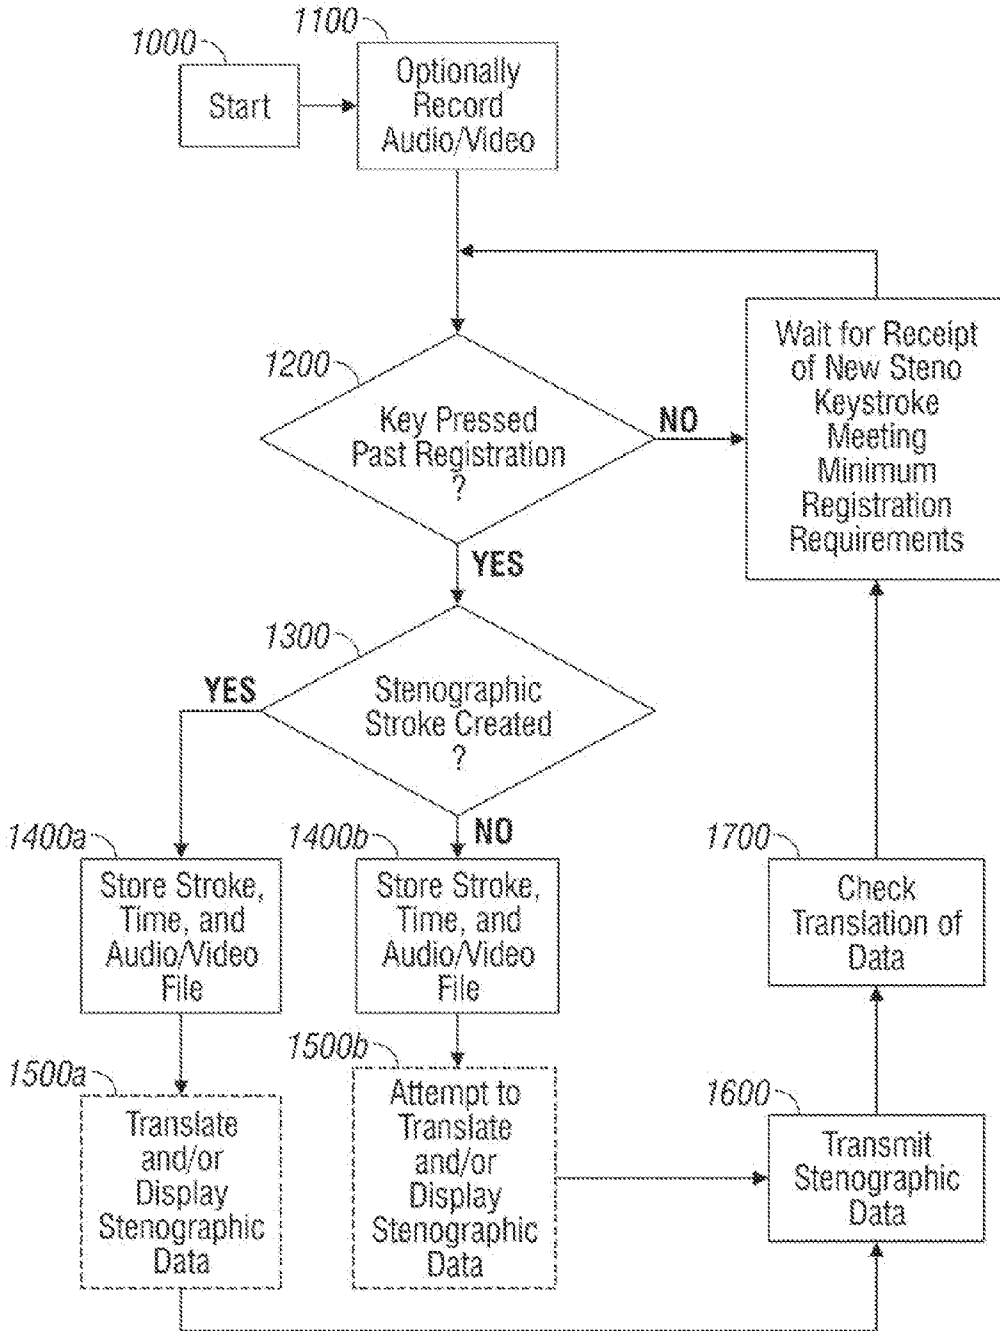 1000
Start
1100
Optionally
Record
Audio/Video
1200
Key Pressed
Past Registration
?
NO
Wait for Receipt
of New Steno
Keystroke
Meeting
Minimum
Registration
Requirements
YES
1300
Stenographic
Stroke Created
?
YES
NO
1400a
Store Stroke,
Time, and
Audio/Video
File
1400b
Store Stroke,
Time, and
Audio/Video
File
1700
Check
Translation of
Data
1500a
Translate
and/or
Display
Stenographic
Data
1500b
Attempt to
Translate
and/or
Display
Stenographic
Data
1600
Transmit
Stenographic
Data